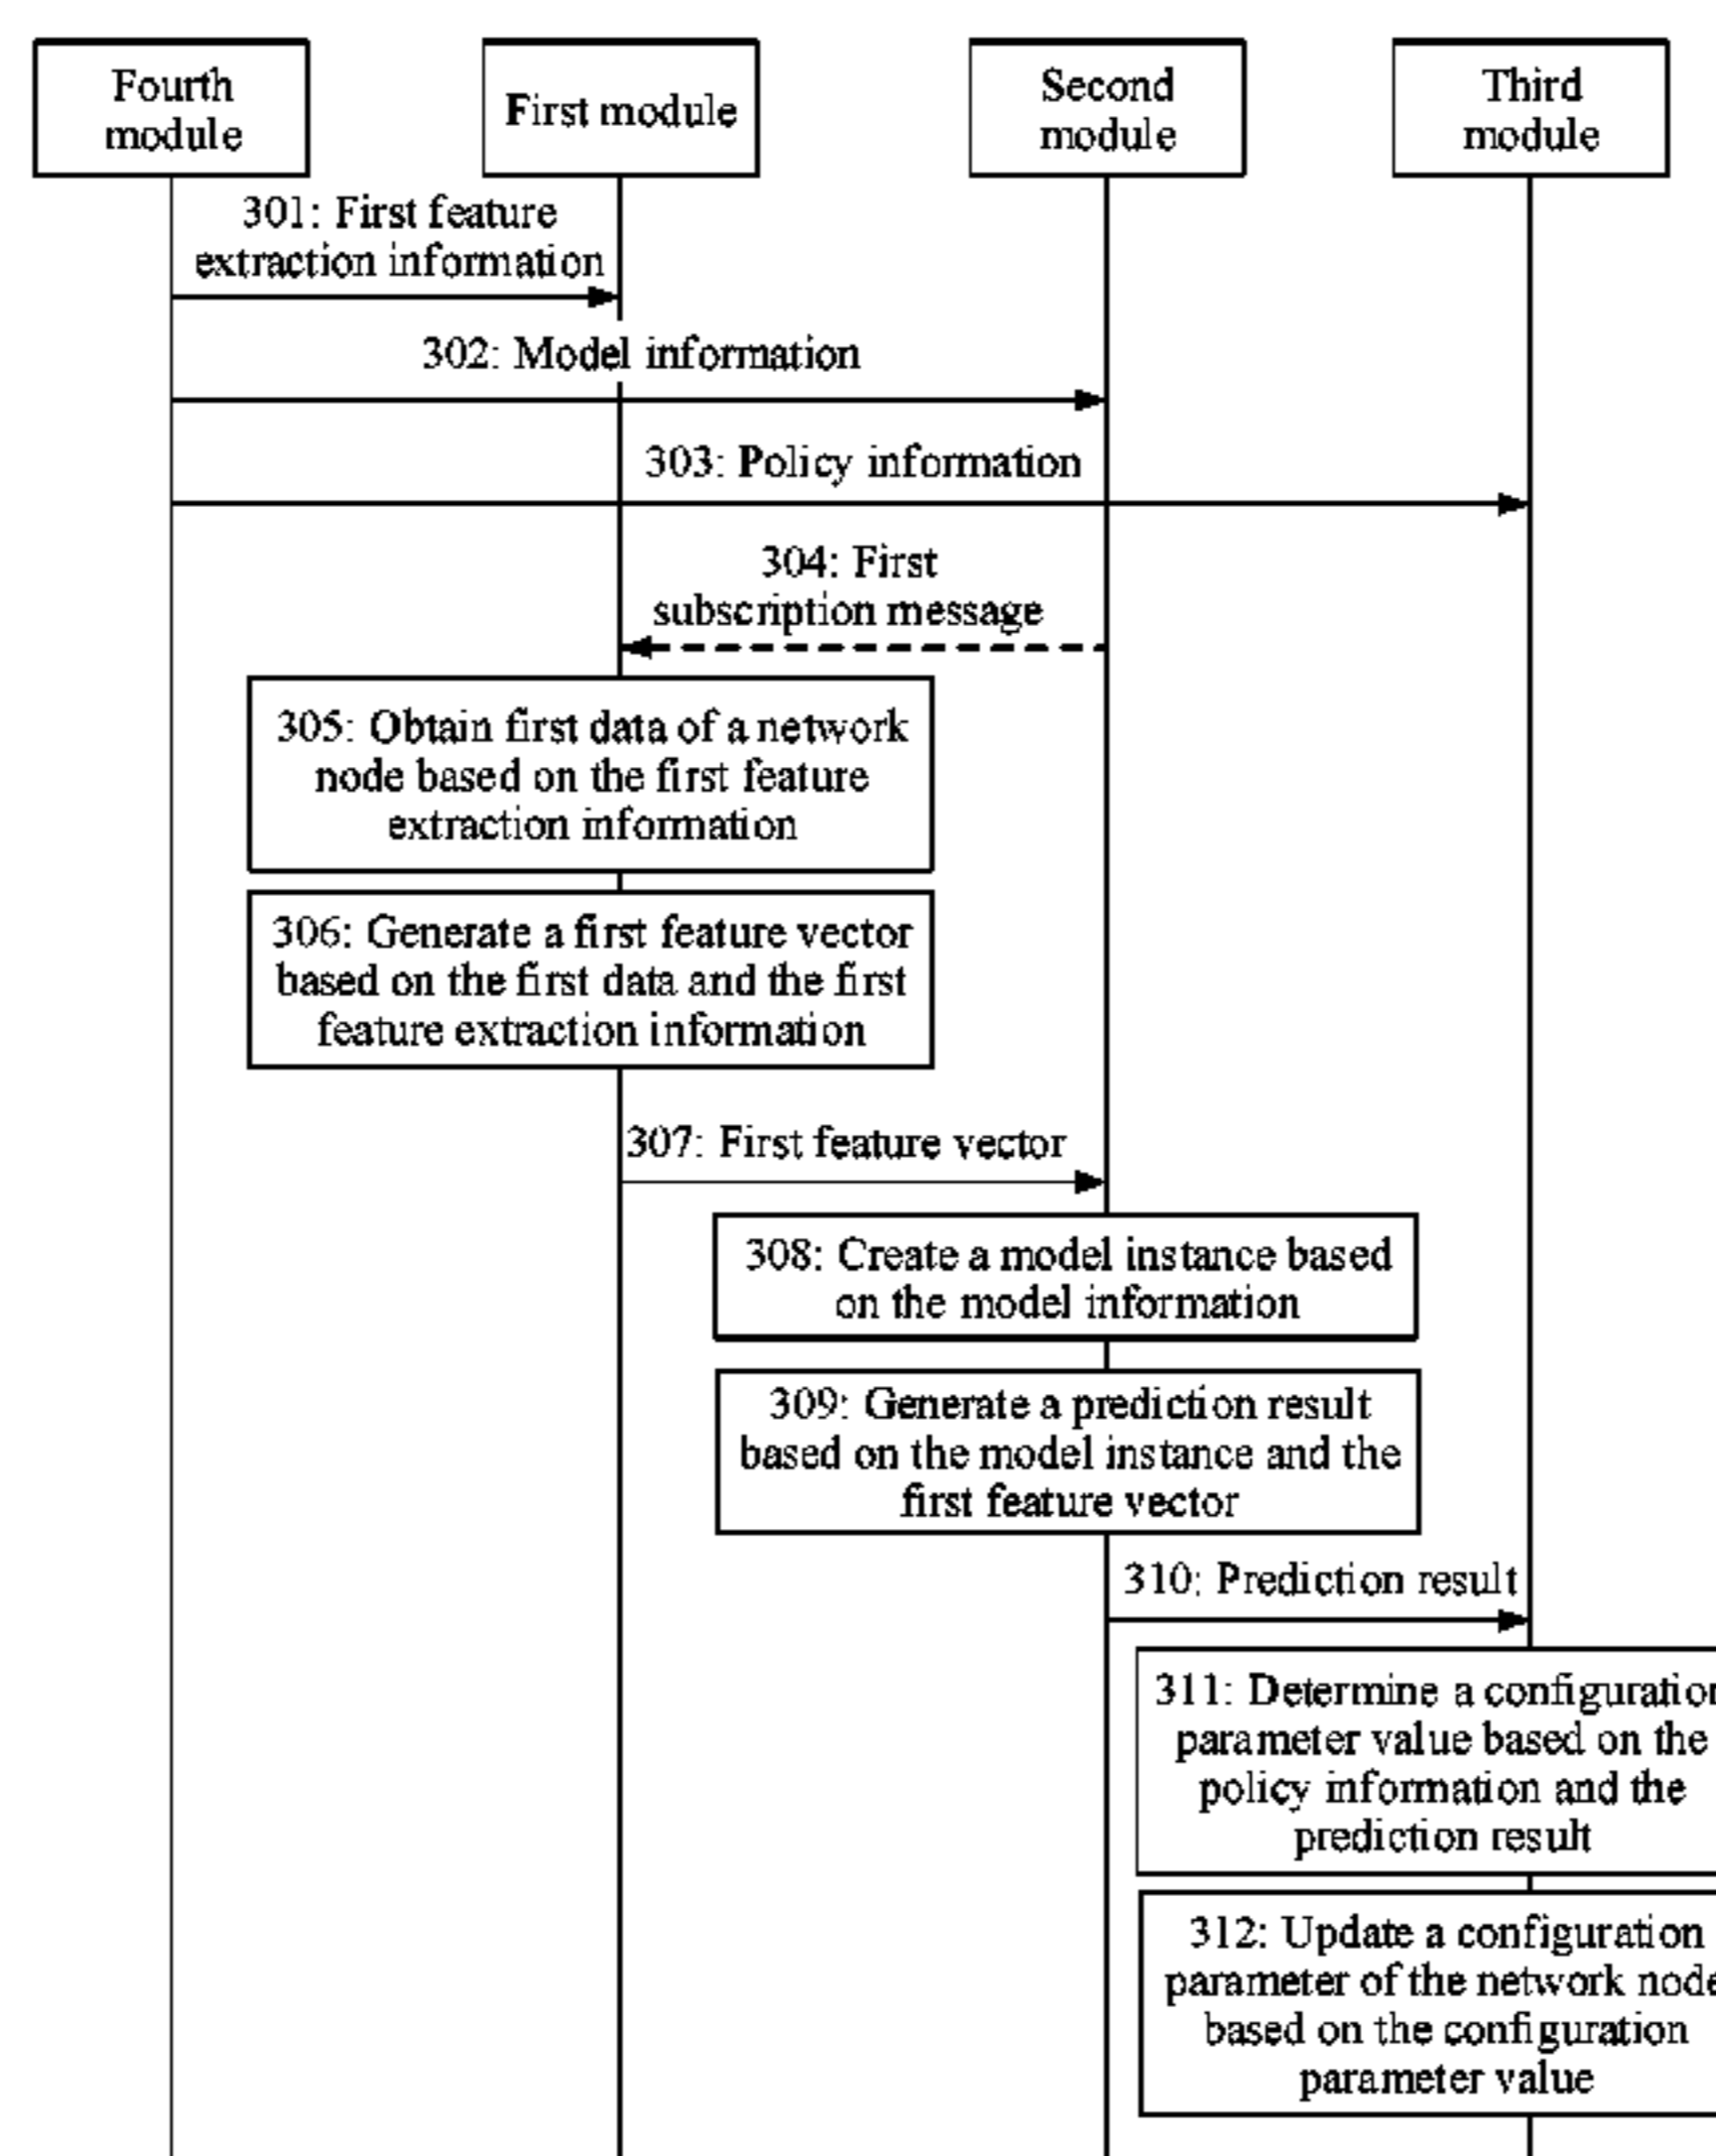 Fourth
module
First module
Second
module
Third
module
301: First feature
extraction information
302: Model information
303: Policy information
304: First
subscription message
305: Obtain first data of a network
node based on the first feature
extraction information
306: Generate a first feature vector
based on the first data and the first
feature extraction information
307: First feature vector
308: Create a model instance based
on the model information
309: Generate a prediction result
based on the model instance and the
first feature vector
310: Prediction result
311: Determine a configuration
parameter value based on the
policy information and the
prediction result
312: Update a configuration
parameter of the network node
based on the configuration
parameter value